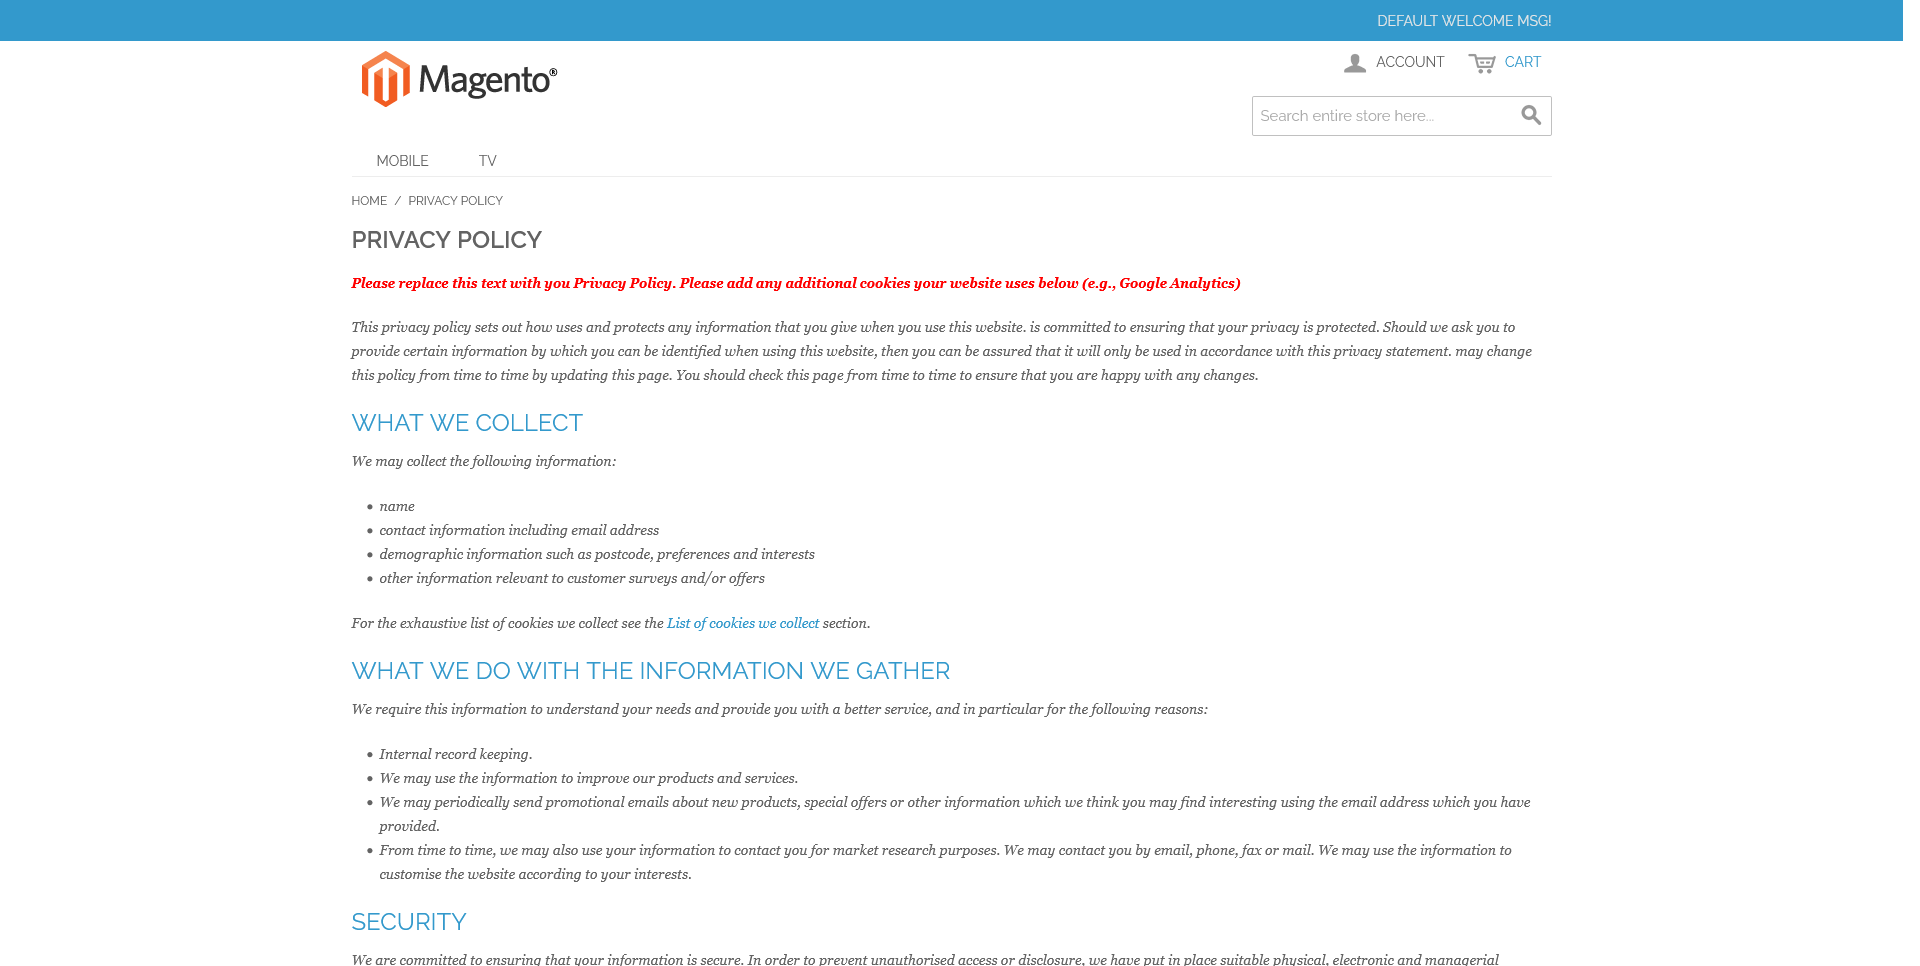 DEFAULT WELCOME MSG!
Magento®
ACCOUNT
CART
Search entire store here...
MOBILE
TV
HOME / PRIVACY POLICY
PRIVACY POLICY
Please replace this text with you Privacy Policy. Please add any additional cookies your website uses below (e.g., Google Analytics)
This privacy policy sets out how uses and protects any information that you give when you use this website. is committed to ensuring that your privacy is protected. Should we ask you to
provide certain information by which you can be identified when using this website, then you can be assured that it will only be used in accordance with this privacy statement. may change
this policy from time to time by updating this page. You should check this page from time to time to ensure that you are happy with any changes.
WHAT WE COLLECT
We may collect the following information:
• name
• contact information including email address
• demographic information such as postcode, preferences and interests
• other information relevant to customer surveys and/or offers
For the exhaustive list of cookies we collect see the List of cookies we collect section.
WHAT WE DO WITH THE INFORMATION WE GATHER
We require this information to understand your needs and provide you with a better service, and in particular for the following reasons:
• Internal record keeping.
• We may use the information to improve our products and services.
• We may periodically send promotional emails about new products, special offers or other information which we think you may find interesting using the email address which you have
provided.
• From time to time, we may also use your information to contact you for market research purposes. We may contact you by email, phone, fax or mail. We may use the information to
customise the website according to your interests.
SECURITY
We are committed to ensuring that your information is secure. In order to prevent unauthorised access or disclosure, we have put in place suitable physical, electronic and managerial